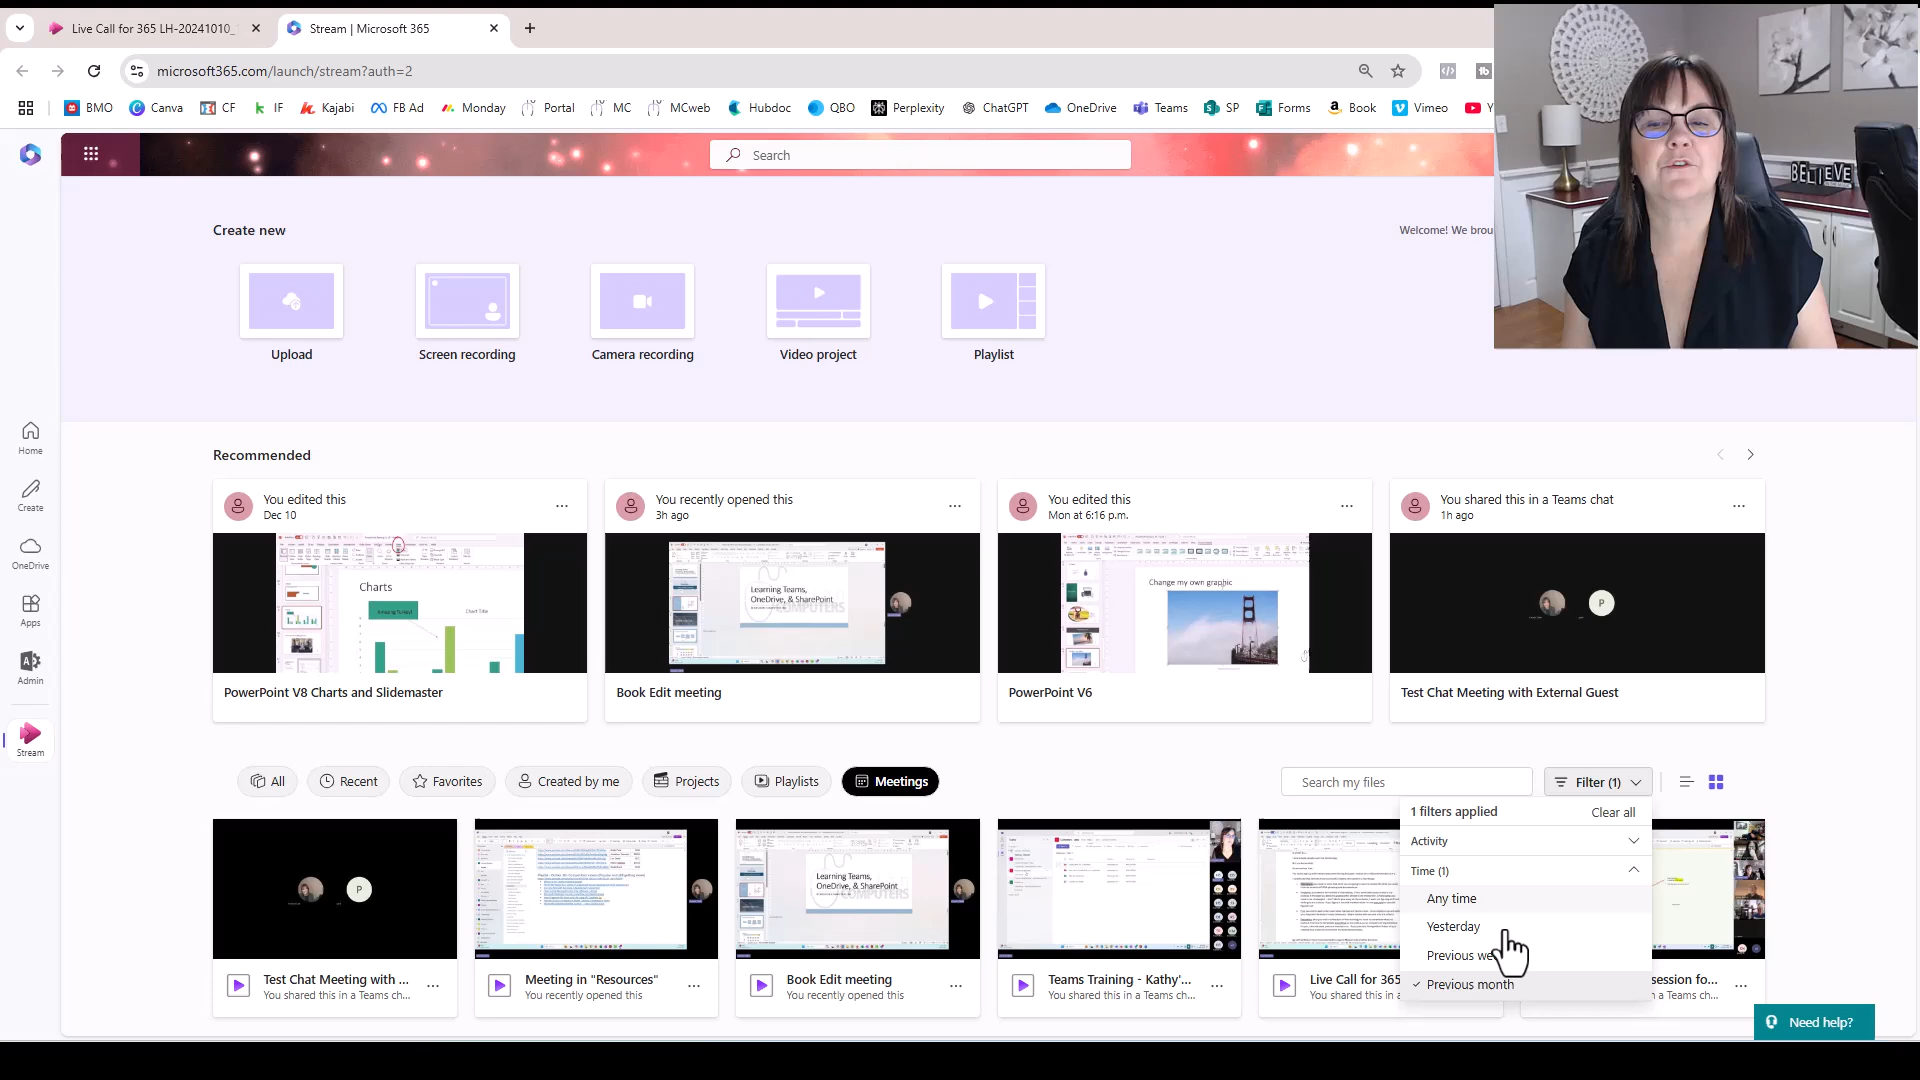 Live Call for 365 LH-20241010_
Stream | Microsoft 365
microsoft365.com/launch/stream?auth=2
BMO
Canva
CF
IF
Kajabi
FB Ad
Monday
Portal
MC
MCweb
Hubdoc
QBO
Perplexity
ChatGPT
OneDrive
Teams
SP
Forms
Book
Vimeo
BELIEVE
Search
Create new
Welcome! We brou
Upload
Screen recording
Camera recording
Video project
Playlist
Home
Create
OneDrive
Apps
Admin
Stream
Recommended
You edited this
Dec 10
Charts
Chart Title
PowerPoint V8 Charts and Slidemaster
You recently opened this
3h ago
Learning Teams,
OneDrive, & SharePoint
COMPUTERS
Book Edit meeting
You edited this
Mon at 6:16 p.m.
Change my own graphic
PowerPoint V6
You shared this in a Teams chat
1h ago
P
Test Chat Meeting with External Guest
All
Recent
Favorites
Created by me
Projects
Playlists
Meetings
Search my files
Filter (1)
1 filters applied
Clear all
Activity
Time (1)
Any time
Yesterday
Previous we
Previous month
P
Test Chat Meeting with ...
You shared this in a Teams ch...
Meeting in "Resources"
You recently opened this
Learning Teams,
OneDrive, & SharePoint
Book Edit meeting
You recently opened this
Teams Training - Kathy'...
You shared this in a Teams ch...
Live Call for 365
You shared this in a
session fo...
n a Teams ch...
Need help?